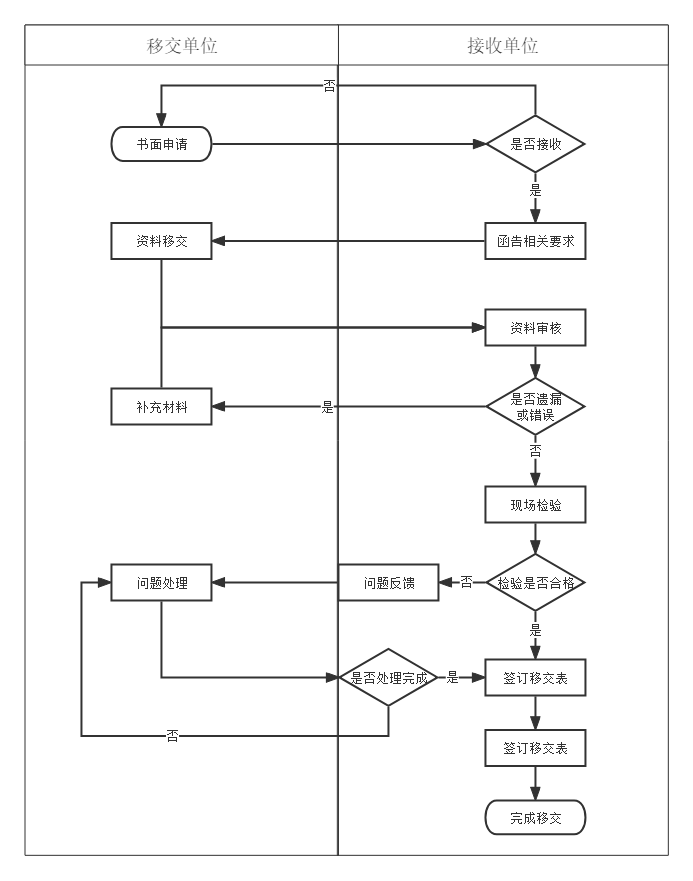 移交单位
接收单位
否
书面申请
是否接收
是
资料移交
函告相关要求
资料审核
补充材料
是
是否遗漏
或错误
否
现场检验
问题处理
问题反馈
否
检验是否合格
是
是否处理完成
是
签订移交表
否
签订移交表
完成移交